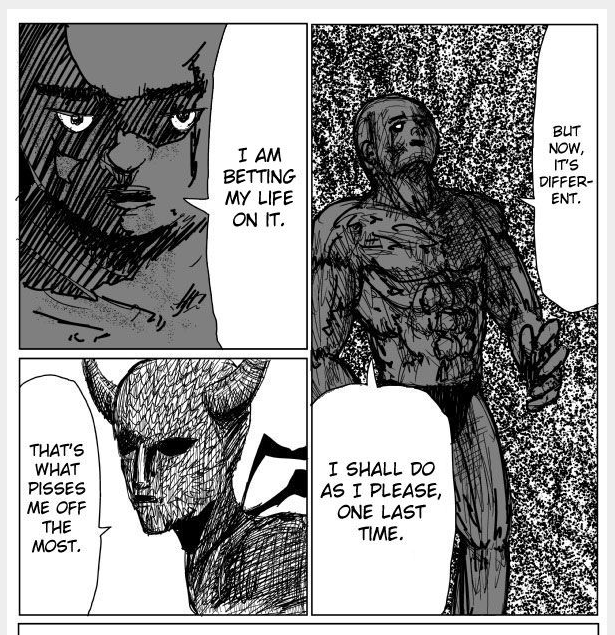 BUT
NOW,
IT'S
DIFFER-
ENT.
I SHALL DO
AS I PLEASE,
ONE LAST
TIME.
I AM
BETTING
MY LIFE
ON IT.
THAT'S
WHAT
PISSES
ME OFF
THE
MOST.